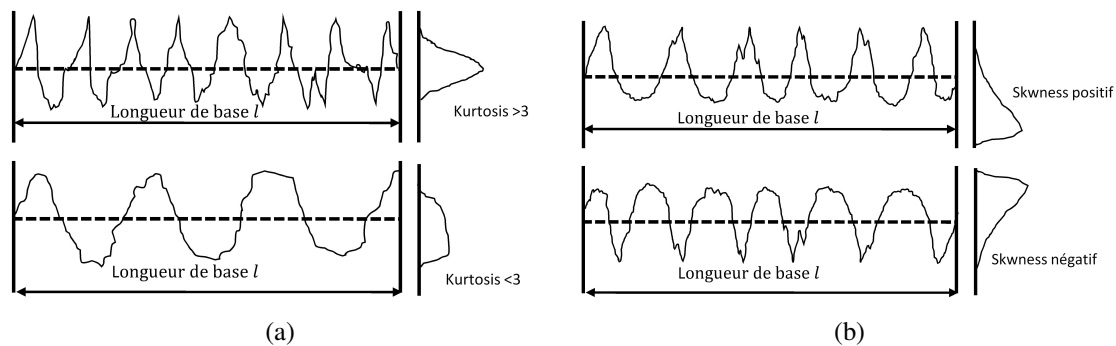 Longueur de base l
Kurtosis >3
Longueur de base l
Kurtosis <3
(a)
Longueur de base l
Skwness positif
Longueur de base l
Skwness négatif
(b)